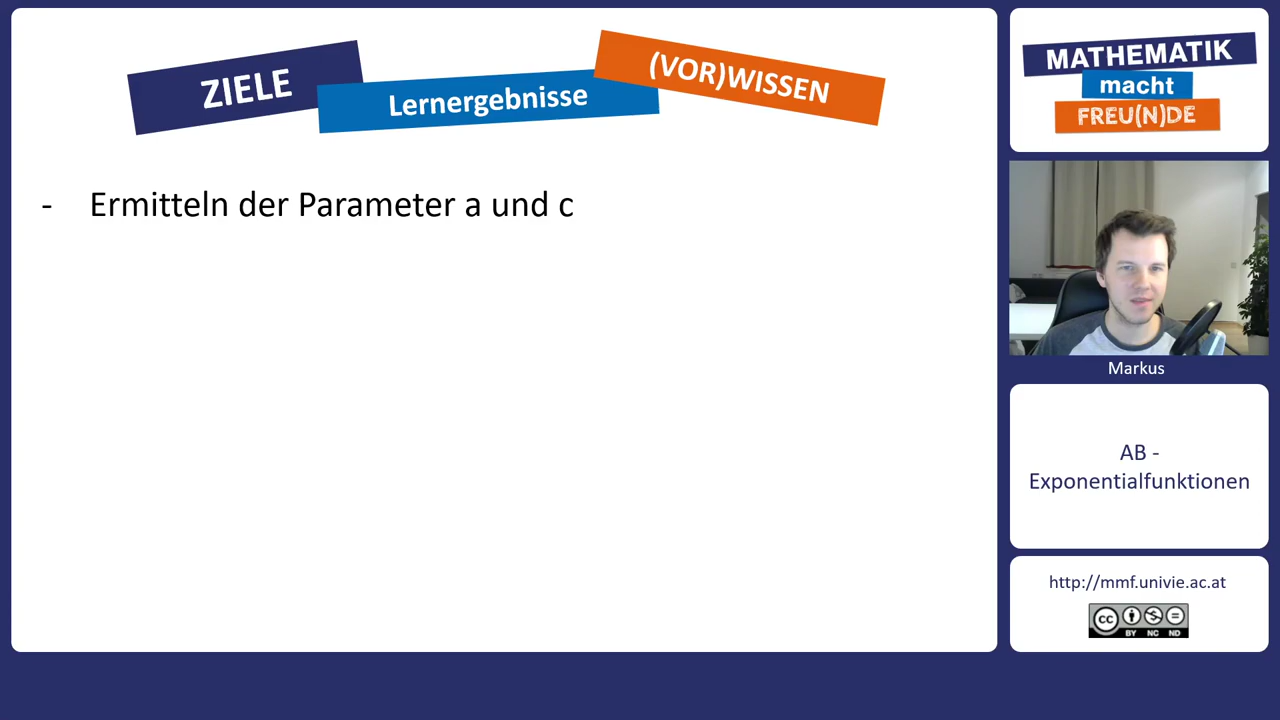 ZIELE
Lernergebnisse
(VOR)WISSEN
- Ermitteln der Parameter a und c
MATHEMATIK
macht
FREU(N)DE
Markus
AB -
Exponentialfunktionen
http://mmf.univie.ac.at
CC
BY NC ND